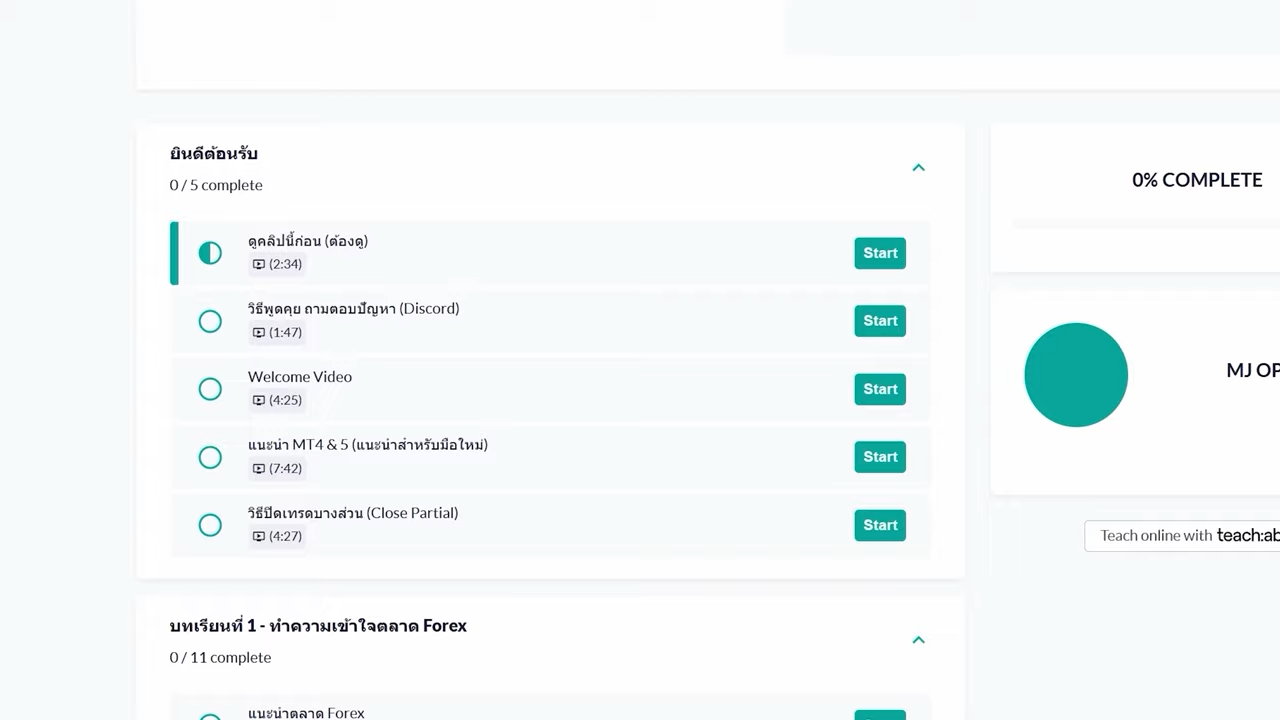 ยินดีต้อนรับ
0 / 5 complete
ดูคลิปนี้ก่อน (ต้องดู)
(2:34)
Start
วิธีพูดคุย ถามตอบปัญหา (Discord)
(1:47)
Start
Welcome Video
(4:25)
Start
แนะนำ MT4 & 5 (แนะนำสำหรับมือใหม่)
(7:42)
Start
วิธีปิดเทรดบางส่วน (Close Partial)
(4:27)
Start
บทเรียนที่ 1 - ทำความเข้าใจตลาด Forex
0 / 11 complete
แนะนำตลาด Forex
0% COMPLETE
MJ OP
Teach online with teach:ab